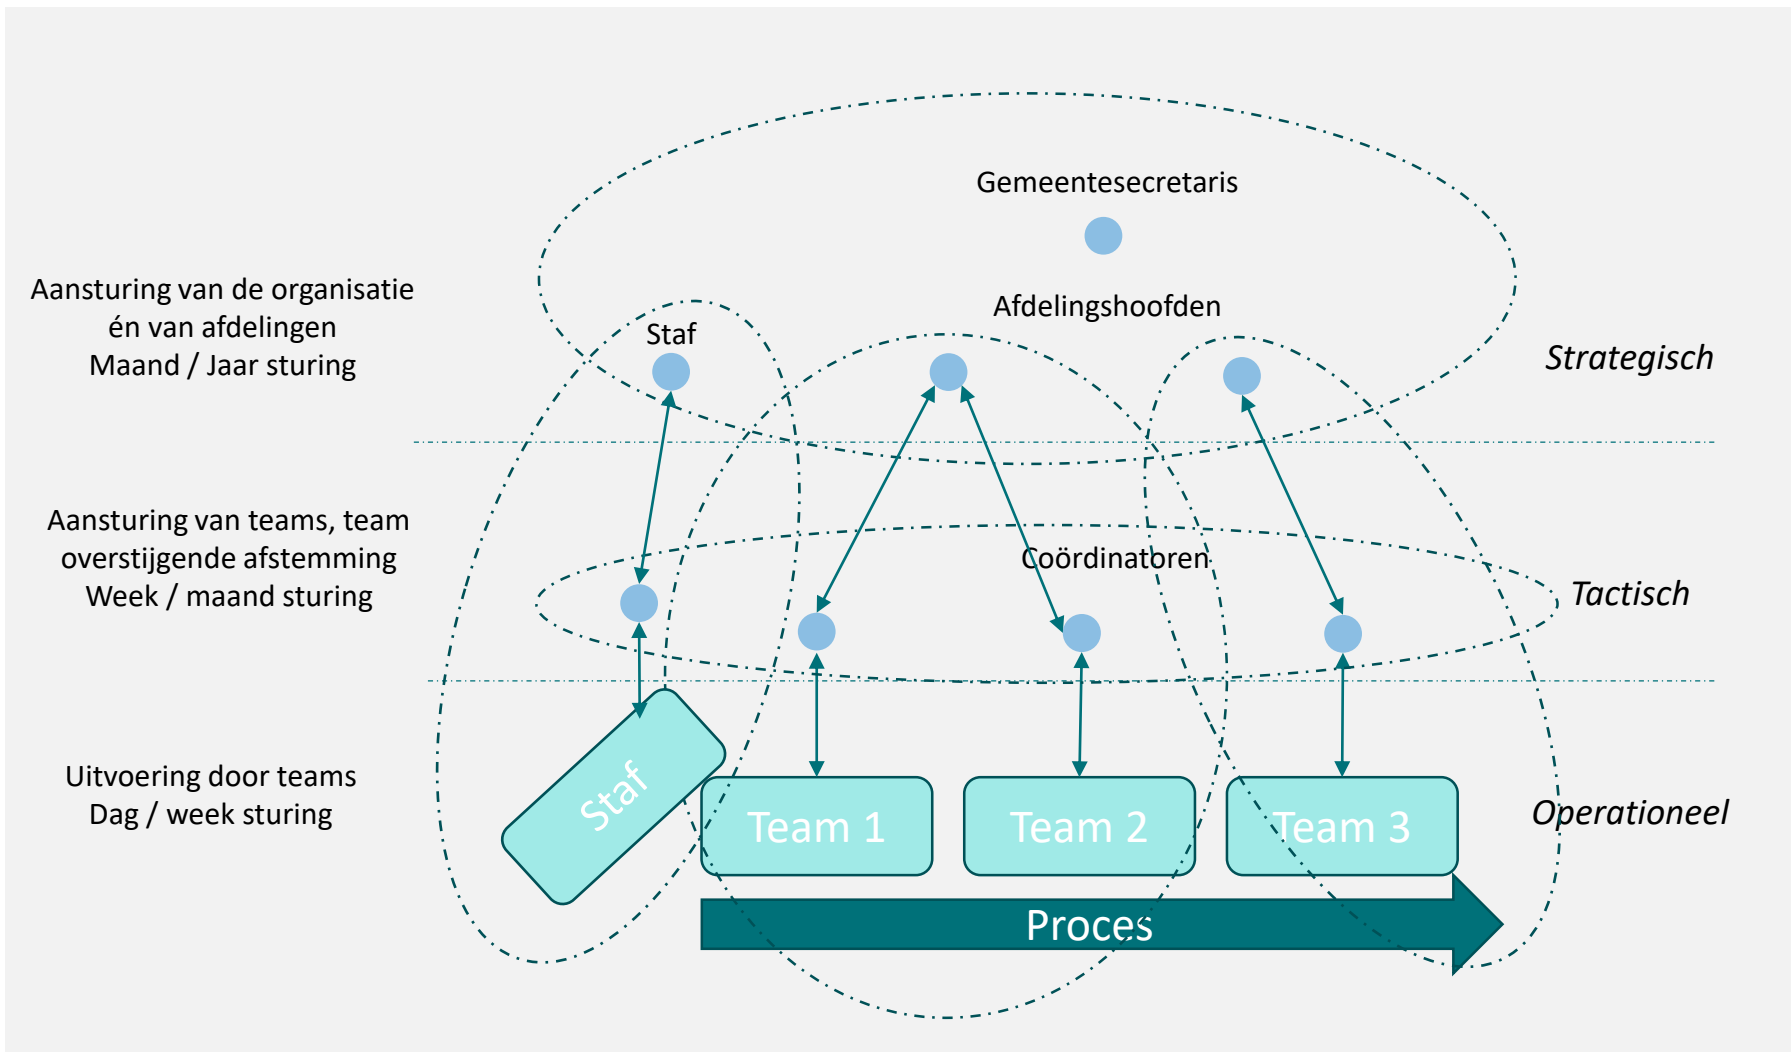 Gemeentesecretaris
Aansturing van de organisatie
én van afdelingen
Maand / Jaar sturing
Afdelingshoofden
Staf
Strategisch
Aansturing van teams, team
overstijgende afstemming
Week / maand sturing
Coördinatoren
Tactisch
Uitvoering door teams
Dag / week sturing
Staf
Team 1
Team 2
Team 3
Operationeel
Proces